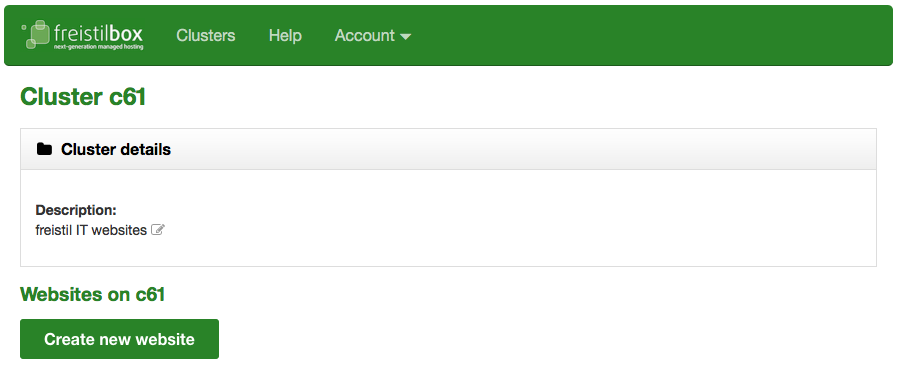 freistilbox
next-generation managed hosting
Clusters Help Account
Cluster c61
Cluster details
Description:
freistil IT websites
Websites on c61
Create new website